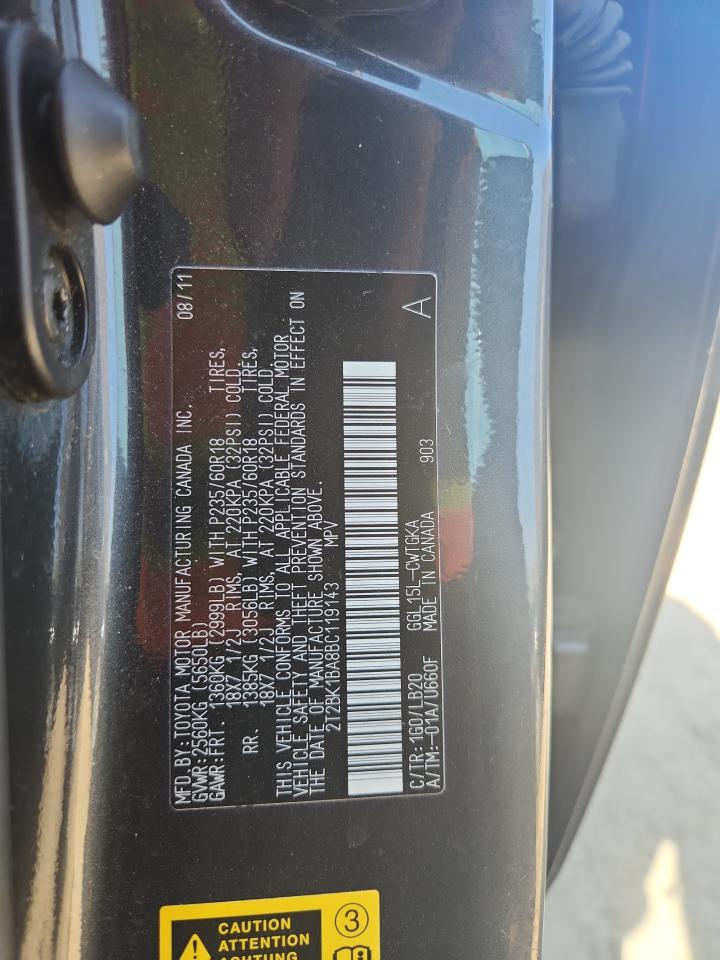 MFD.BY:TOYOTA MOTOR MANUFACTURING CANADA INC. 08/11
GVWR:2560KG (5650LB)
GAWR:FRT. 1360KG (2999LB) WITH P235/60R18 TIRES,
18X7 1/2J RIMS, AT 220KPA (32PSI) COLD.
RR. 1385KG (3056LB) WITH P235/60R18 TIRES,
18X7 1/2J RIMS, AT 220KPA (32PSI) COLD.
THIS VEHICLE CONFORMS TO ALL APPLICABLE FEDERAL MOTOR
VEHICLE SAFETY AND THEFT PREVENTION STANDARDS IN EFFECT ON
THE DATE OF MANUFACTURE SHOWN ABOVE.
2T2BK1BA8BC119143 MPV
C/TR:1G0/LB20 GGL15L-CWTGKA A
A/TM:-01A/U660F MADE IN CANADA 903
CAUTION
ATTENTION
ACHTUNG
3